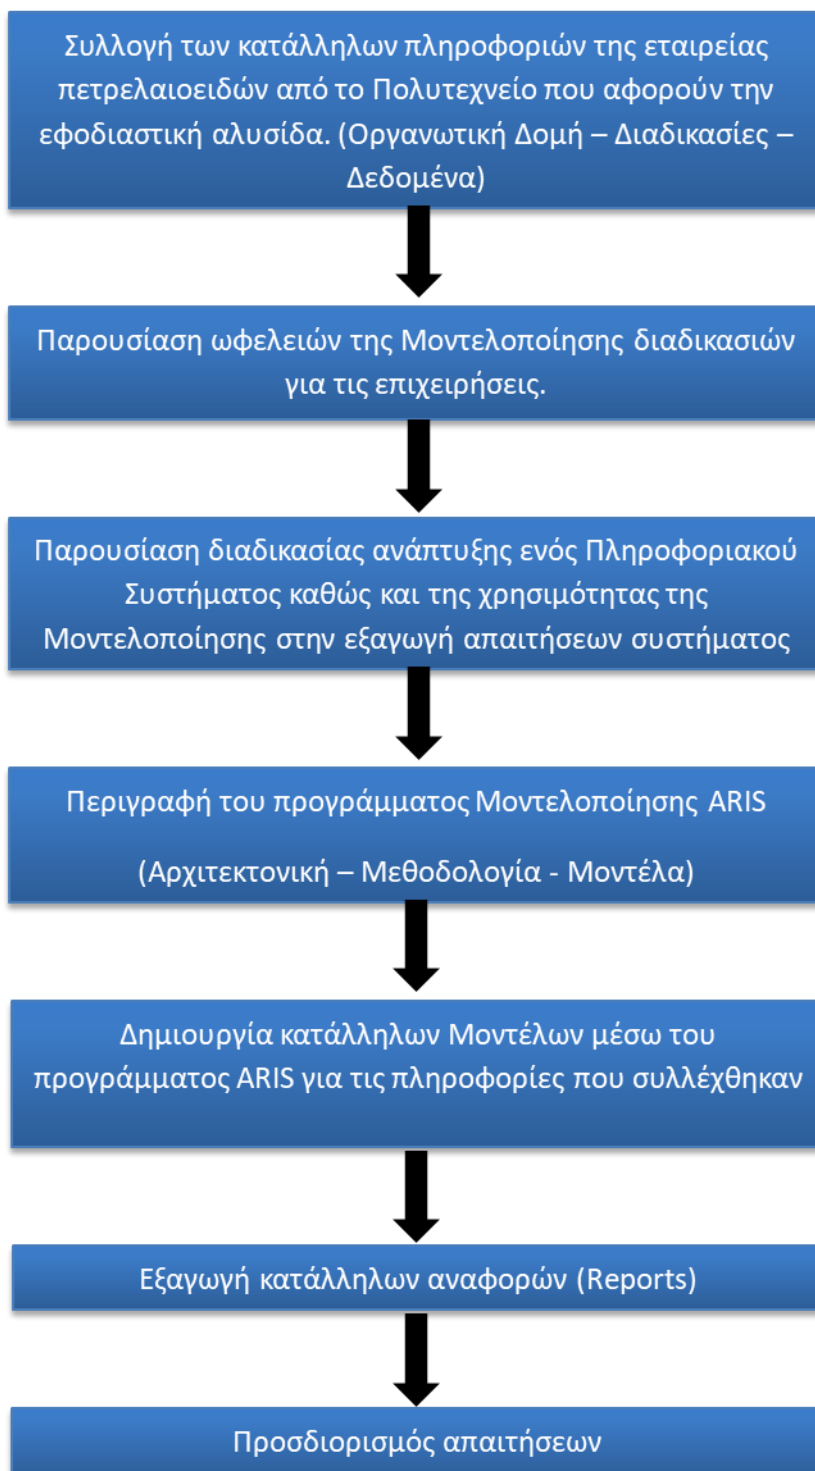 Συλλογή των κατάλληλων πληροφοριών της εταιρείας
πετρελαιοειδών από το Πολυτεχνείο που αφορούν την
εφοδιαστική αλυσίδα. (Οργανωτική Δομή – Διαδικασίες –
Δεδομένα)
Παρουσίαση ωφελειών της Μοντελοποίησης διαδικασιών
για τις επιχειρήσεις.
Παρουσίαση διαδικασίας ανάπτυξης ενός Πληροφοριακού
Συστήματος καθώς και της χρησιμότητας της
Μοντελοποίησης στην εξαγωγή απαιτήσεων συστήματος
Περιγραφή του προγράμματος Μοντελοποίησης ARIS
(Αρχιτεκτονική – Μεθοδολογία - Μοντέλα)
Δημιουργία κατάλληλων Μοντέλων μέσω του
προγράμματος ARIS για τις πληροφορίες που συλλέχθηκαν
Εξαγωγή κατάλληλων αναφορών (Reports)
Προσδιορισμός απαιτήσεων